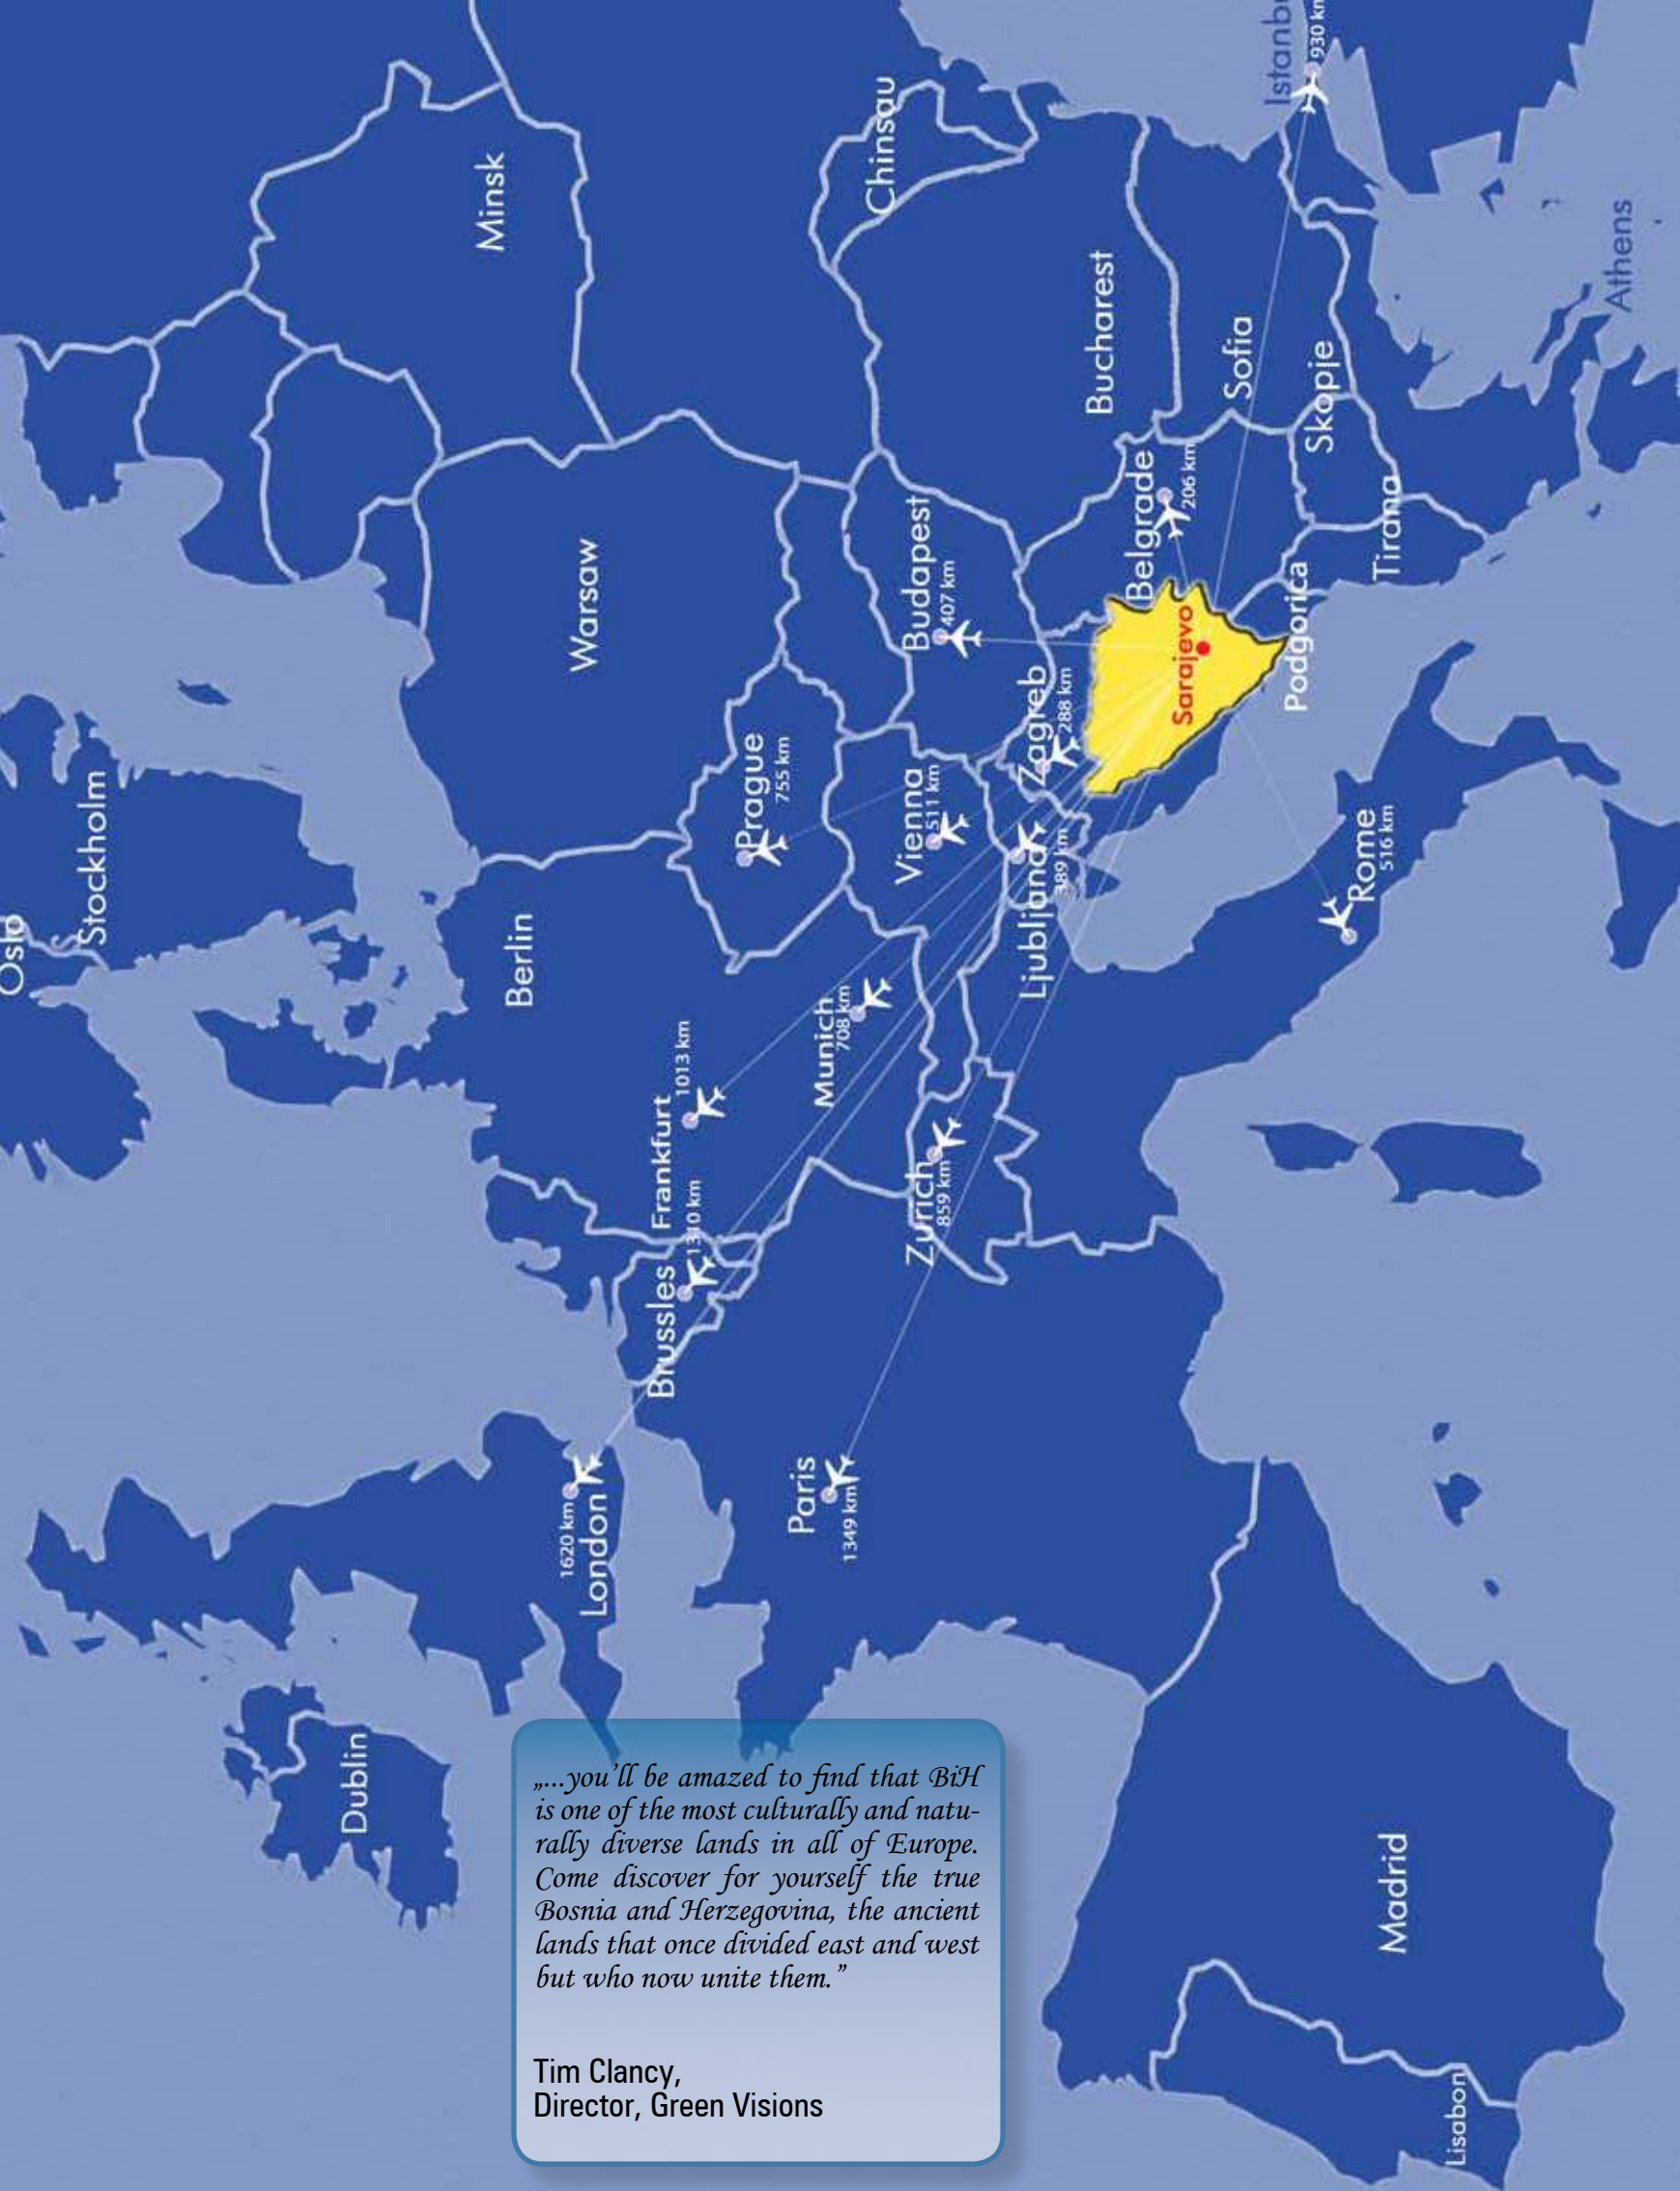 Oslo
Stockholm
Minsk
Dublin
Berlin
Warsaw
1620 km
London
Brussles
1310 km
Frankfurt
1013 km
Prague
755 km
Chinsau
Paris
1349 km
Munich
708 km
Zurich
859 km
Vienna
511 km
Budapest
407 km
Ljubljana
389 km
Zagreb
288 km
Bucharest
Belgrade
206 km
Sarajevo
Sofia
Istanbu
930 km
Podgorica
Skopje
Tirana
Rome
516 km
Athens
Madrid
Lisabon
„...you’ll be amazed to find that BiH
is one of the most culturally and natu-
rally diverse lands in all of Europe.
Come discover for yourself the true
Bosnia and Herzegovina, the ancient
lands that once divided east and west
but who now unite them.”
Tim Clancy,
Director, Green Visions